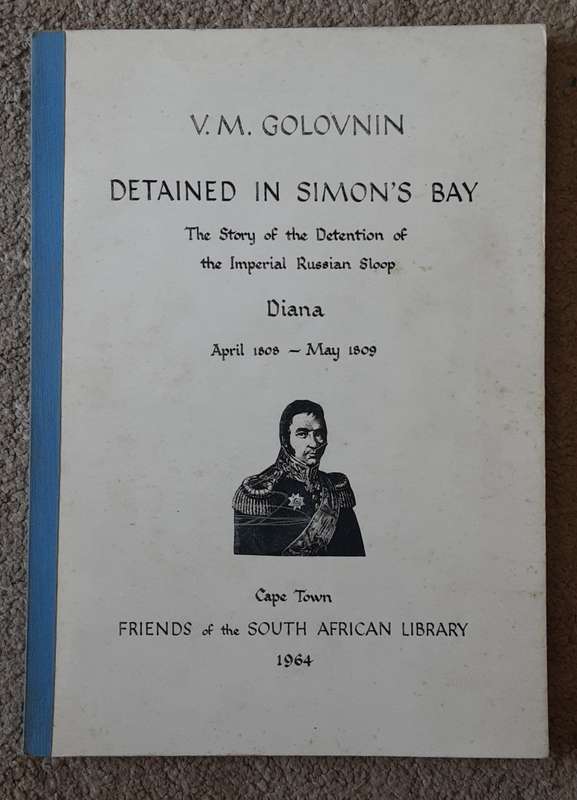 V. M. GOLOVNIN
DETAINED IN SIMON'S BAY
The Story of the Detention of
the Imperial Russian Sloop
Diana
April 1808 – May 1809
Cape Town
FRIENDS of the SOUTH AFRICAN LIBRARY
1964